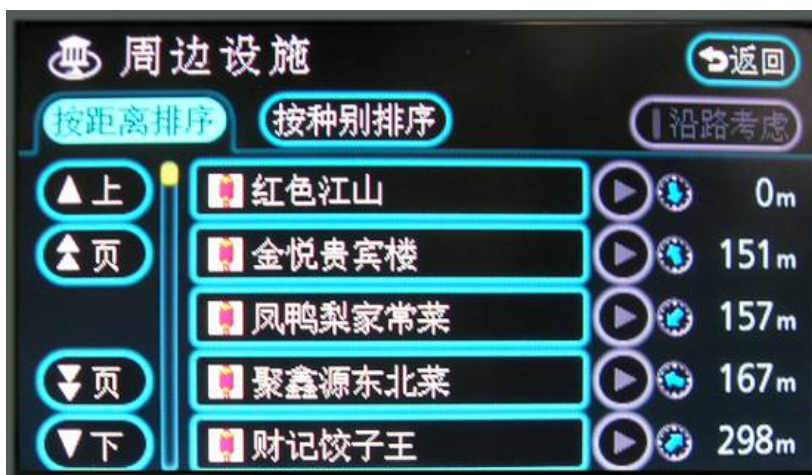 周边设施 返回
按距离排序 按种别排序 沿路考虑
上 红色江山 0m
页 金悦贵宾楼 151m
凤鸭梨家常菜 157m
页 聚鑫源东北菜 167m
下 财记饺子王 298m